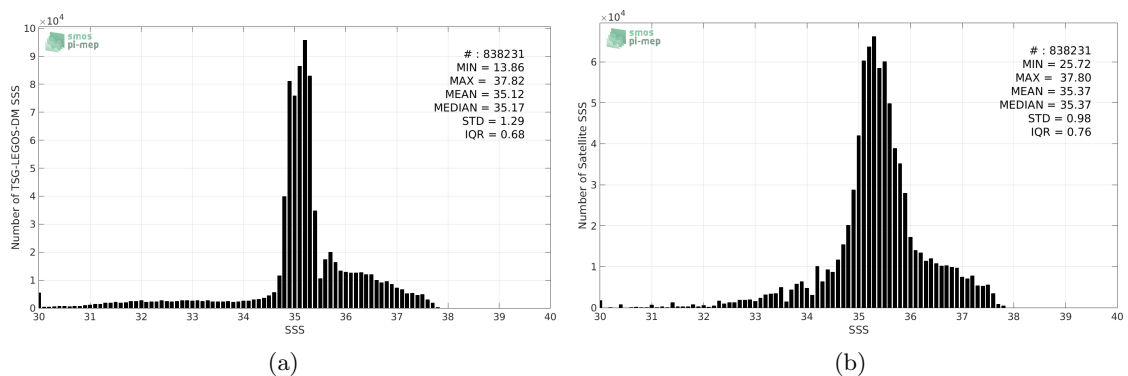 ×10⁴
smos
pi-mep
# : 838231
MIN = 13.86
MAX = 37.82
MEAN = 35.12
MEDIAN = 35.17
STD = 1.29
IQR = 0.68
Number of TSG-LEGOS-DM SSS
10
9
8
7
6
5
4
3
2
1
0
30 31 32 33 34 35 36 37 38 39 40
SSS
(a)
×10⁴
smos
pi-mep
# : 838231
MIN = 25.72
MAX = 37.80
MEAN = 35.37
MEDIAN = 35.37
STD = 0.98
IQR = 0.76
Number of Satellite SSS
6
5
4
3
2
1
0
30 31 32 33 34 35 36 37 38 39 40
SSS
(b)